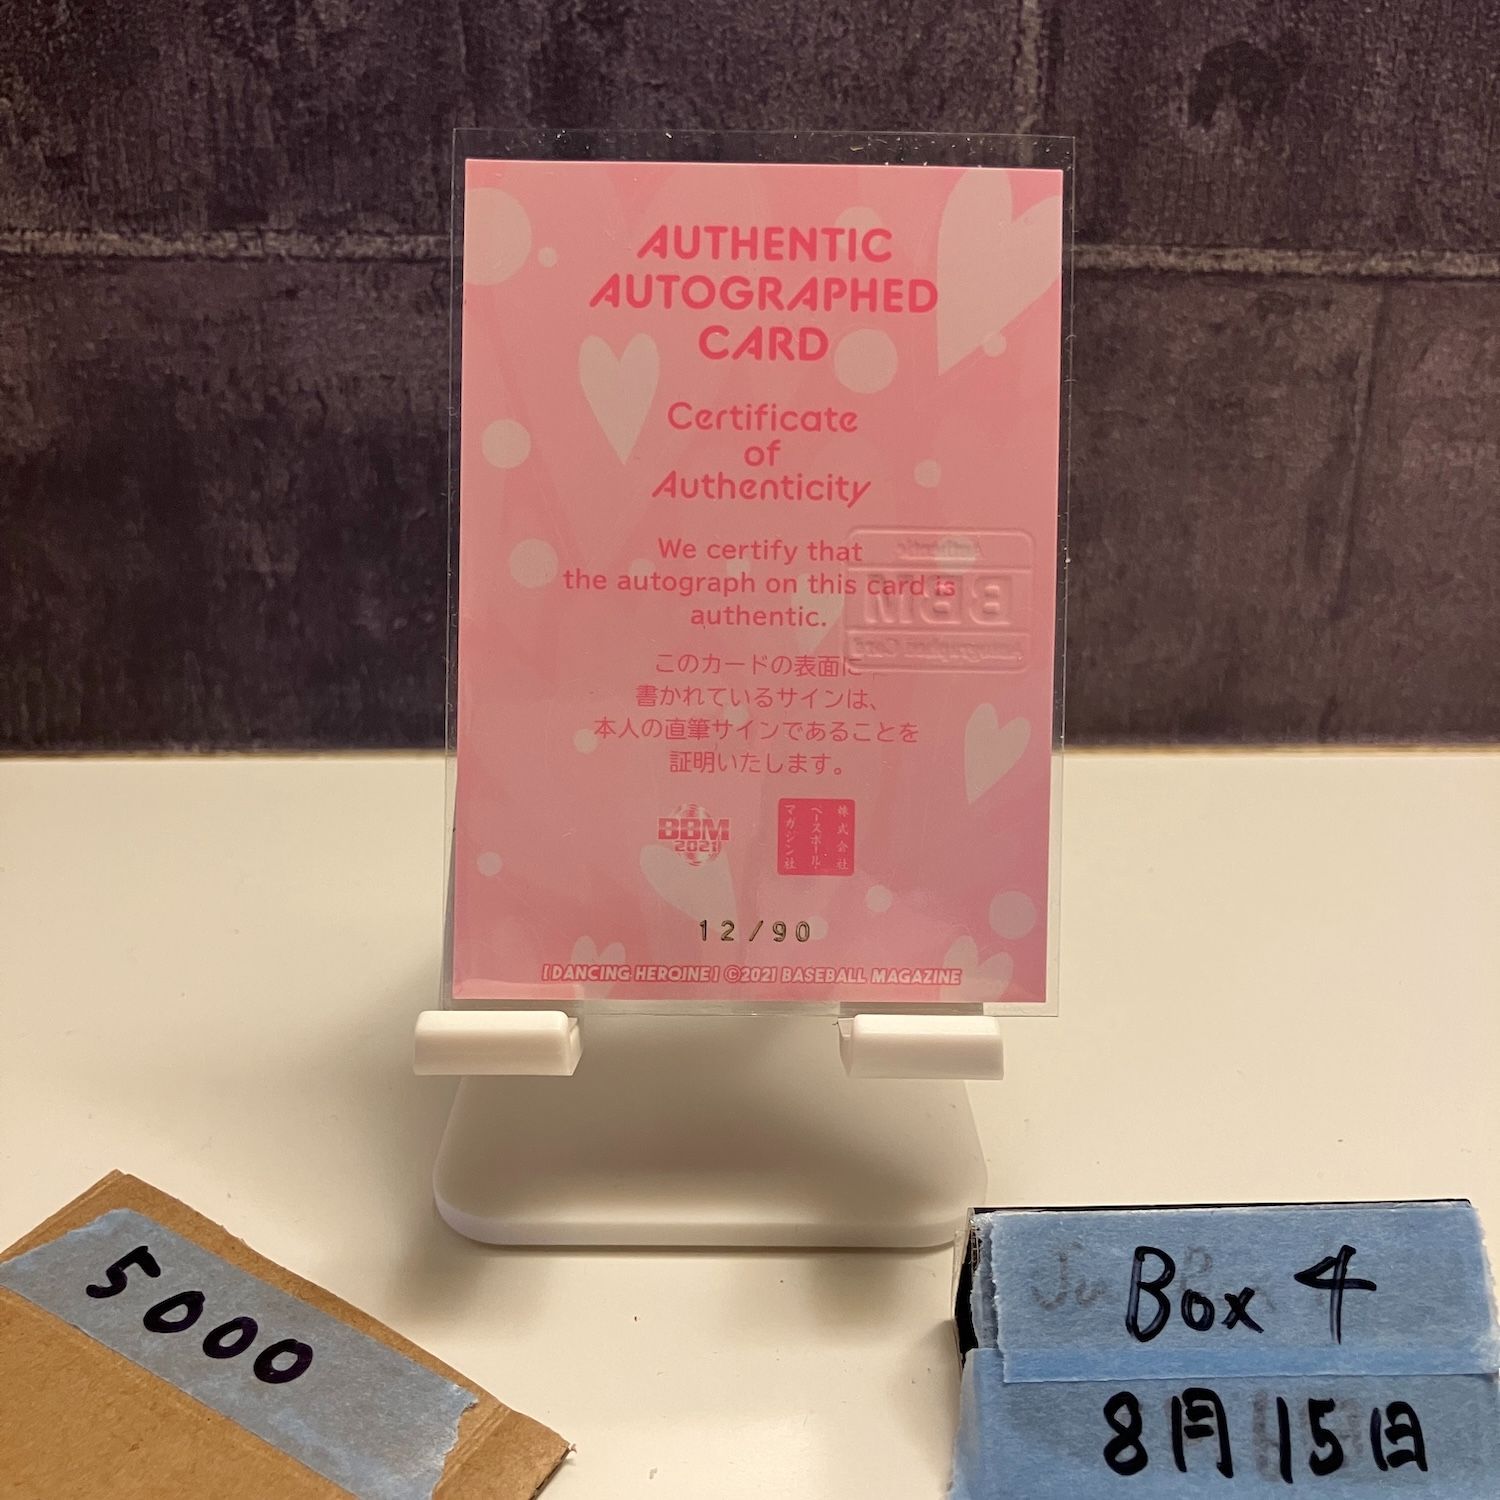 AUTHENTIC
AUTOGRAPHED
CARD
Certificate
of
Authenticity
We certify that
the autograph on this card is
authentic.
Authentic
BBM
Autographed Card
このカードの表面に
書かれているサインは、
本人の直筆サインであることを
証明いたします。
BBM
2021
株式会社
ベースボール・
マガジン社
12/90
[DANCING HEROINE] ©2021 BASEBALL MAGAZINE
5000
Box 4
8月15日